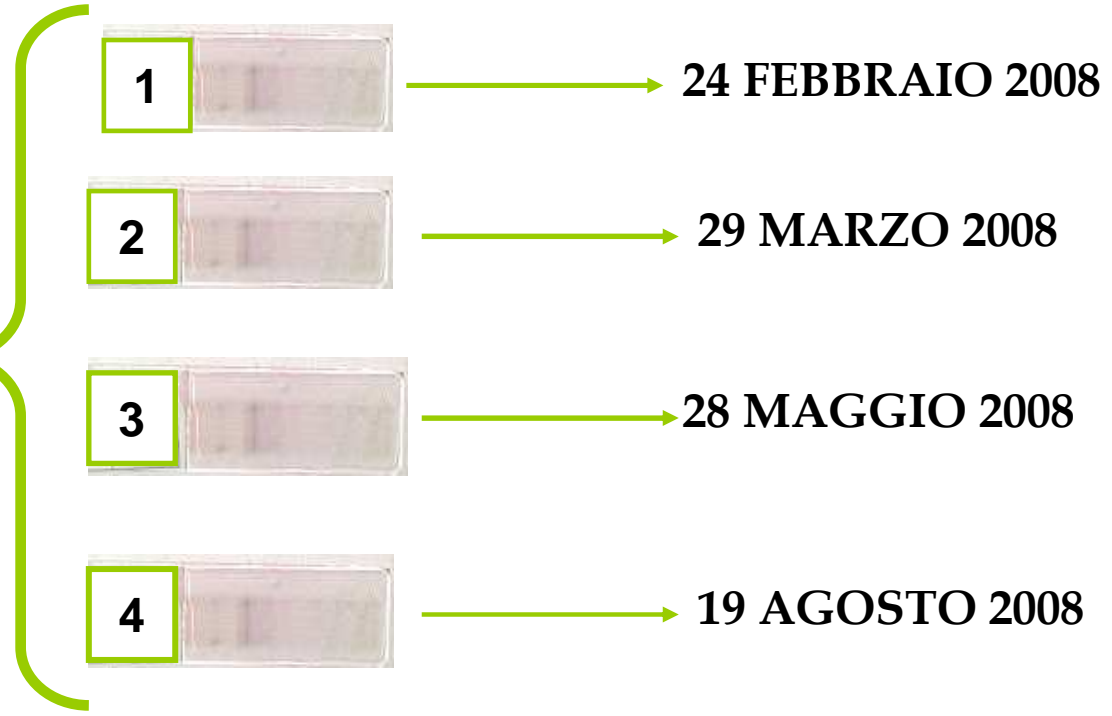 1
24 FEBBRAIO 2008
2
29 MARZO 2008
3
28 MAGGIO 2008
4
19 AGOSTO 2008